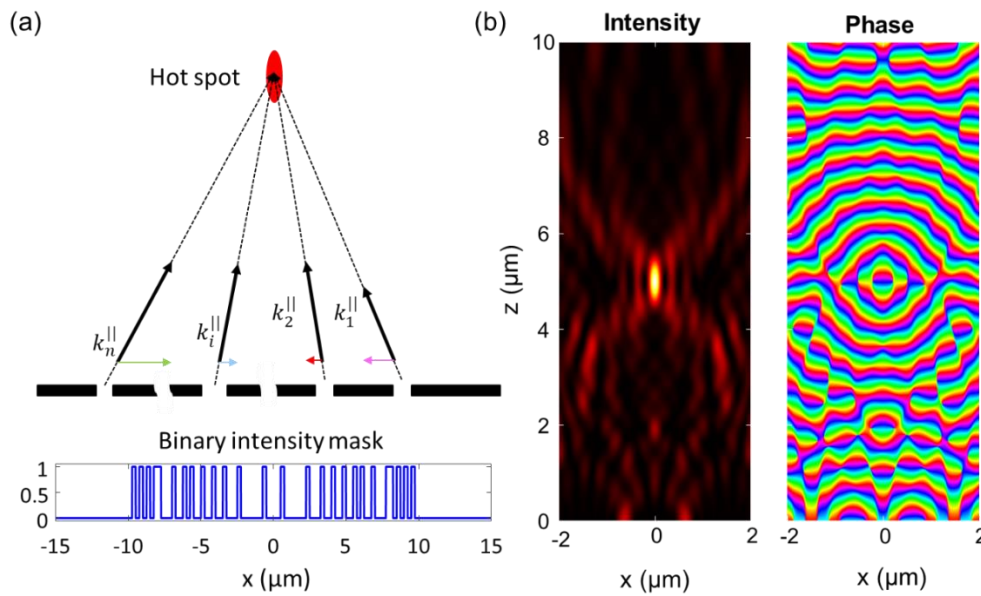 (a)
Hot spot
k_n^{||}
k_i^{||}
k_2^{||}
k_1^{||}
Binary intensity mask
1
0.5
0
-15 -10 -5 0 5 10 15
x (μm)
(b)
Intensity Phase
10
8
6
4
2
0
z (μm)
-2 0 2 -2 0 2
x (μm) x (μm)